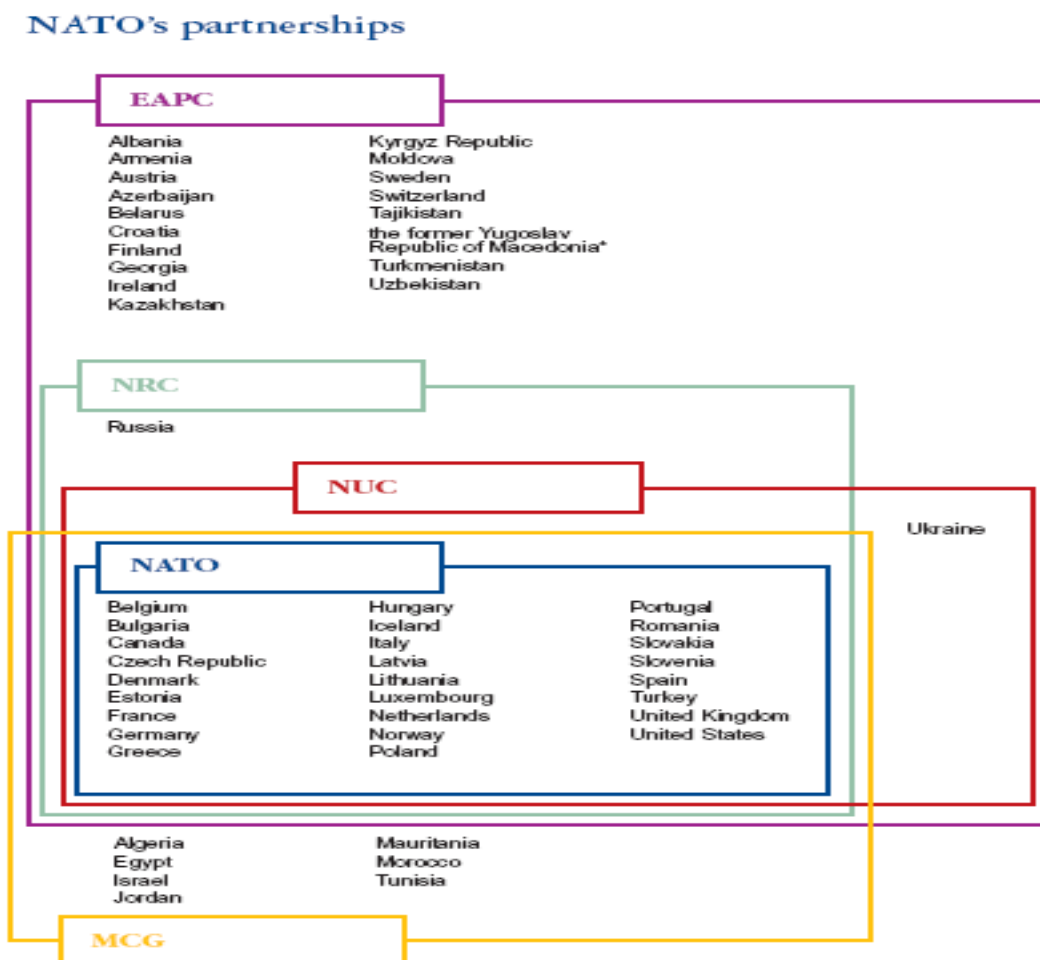 NATO's partnerships
EAPC
Albania
Armenia
Austria
Azerbaijan
Belarus
Croatia
Finland
Georgia
Ireland
Kazakhstan
Kyrgyz Republic
Moldova
Sweden
Switzerland
Tajikistan
the former Yugoslav
Republic of Macedonia*
Turkmenistan
Uzbekistan
NRC
Russia
NUC
Ukraine
NATO
Belgium
Bulgaria
Canada
Czech Republic
Denmark
Estonia
France
Germany
Greece
Hungary
Iceland
Italy
Latvia
Lithuania
Luxembourg
Netherlands
Norway
Poland
Portugal
Romania
Slovakia
Slovenia
Spain
Turkey
United Kingdom
United States
Algeria
Egypt
Israel
Jordan
Mauritania
Morocco
Tunisia
MCG